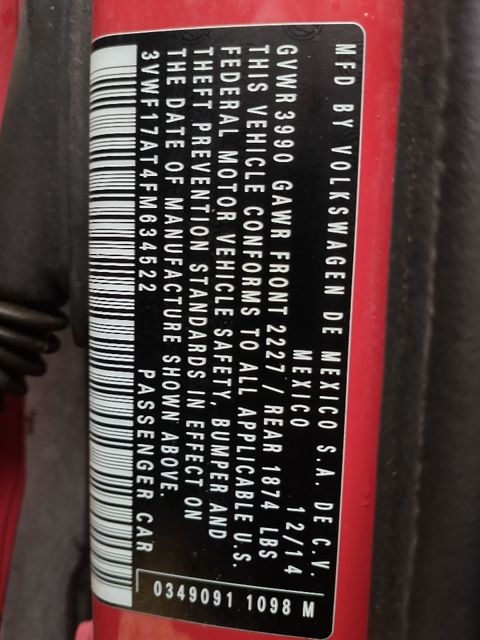 MFD BY VOLKSWAGEN DE MEXICO S.A. DE C.V.
MEXICO 12/14
GVWR 3990 GAWR FRONT 2227 / REAR 1874 LBS
THIS VEHICLE CONFORMS TO ALL APPLICABLE U.S.
FEDERAL MOTOR VEHICLE SAFETY, BUMPER AND
THEFT PREVENTION STANDARDS IN EFFECT ON
THE DATE OF MANUFACTURE SHOWN ABOVE.
3VWF17AT4FM634522 PASSENGER CAR
0349091 1098 M